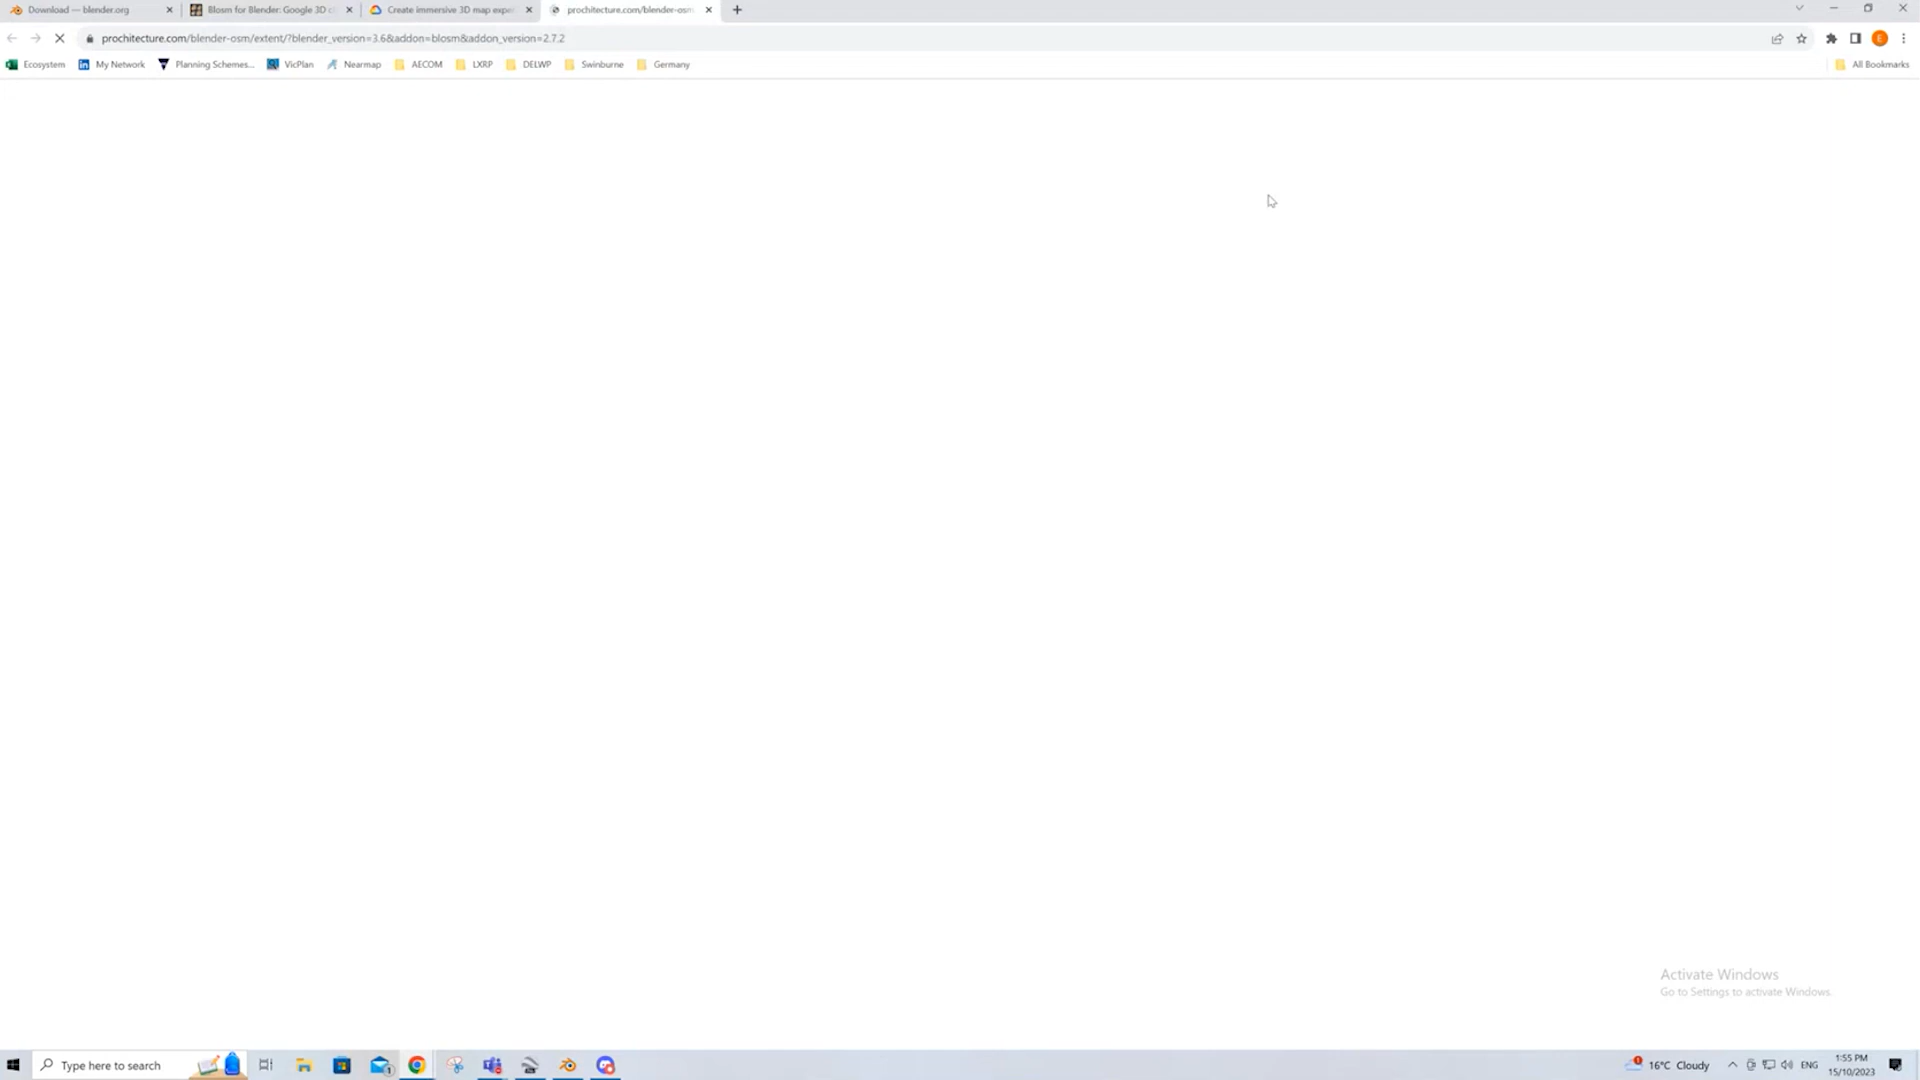 Download — blender.org
Blosm for Blender: Google 3D c
Create immersive 3D map expe
prochitecture.com/blender-osm
prochitecture.com/blender-osm/extent/?blender_version=3.6&addon=blosm&addon_version=2.7.2
E
Ecosystem
My Network
Planning Schemes...
VicPlan
Nearmap
AECOM
LXRP
DELWP
Swinburne
Germany
All Bookmarks
Activate Windows
Go to Settings to activate Windows.
Type here to search
16°C Cloudy
ENG
1:55 PM
15/10/2023